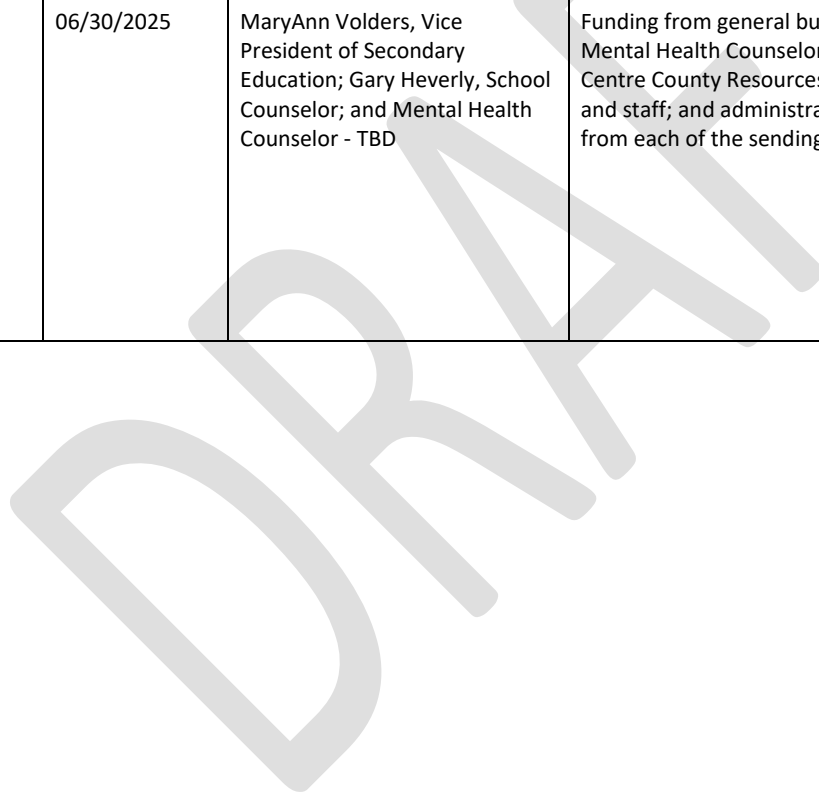 06/30/2025
MaryAnn Volders, Vice
President of Secondary
Education; Gary Heverly, School
Counselor; and Mental Health
Counselor - TBD
Funding from general bu
Mental Health Counselor
Centre County Resources
and staff; and administra
from each of the sending
DRAF